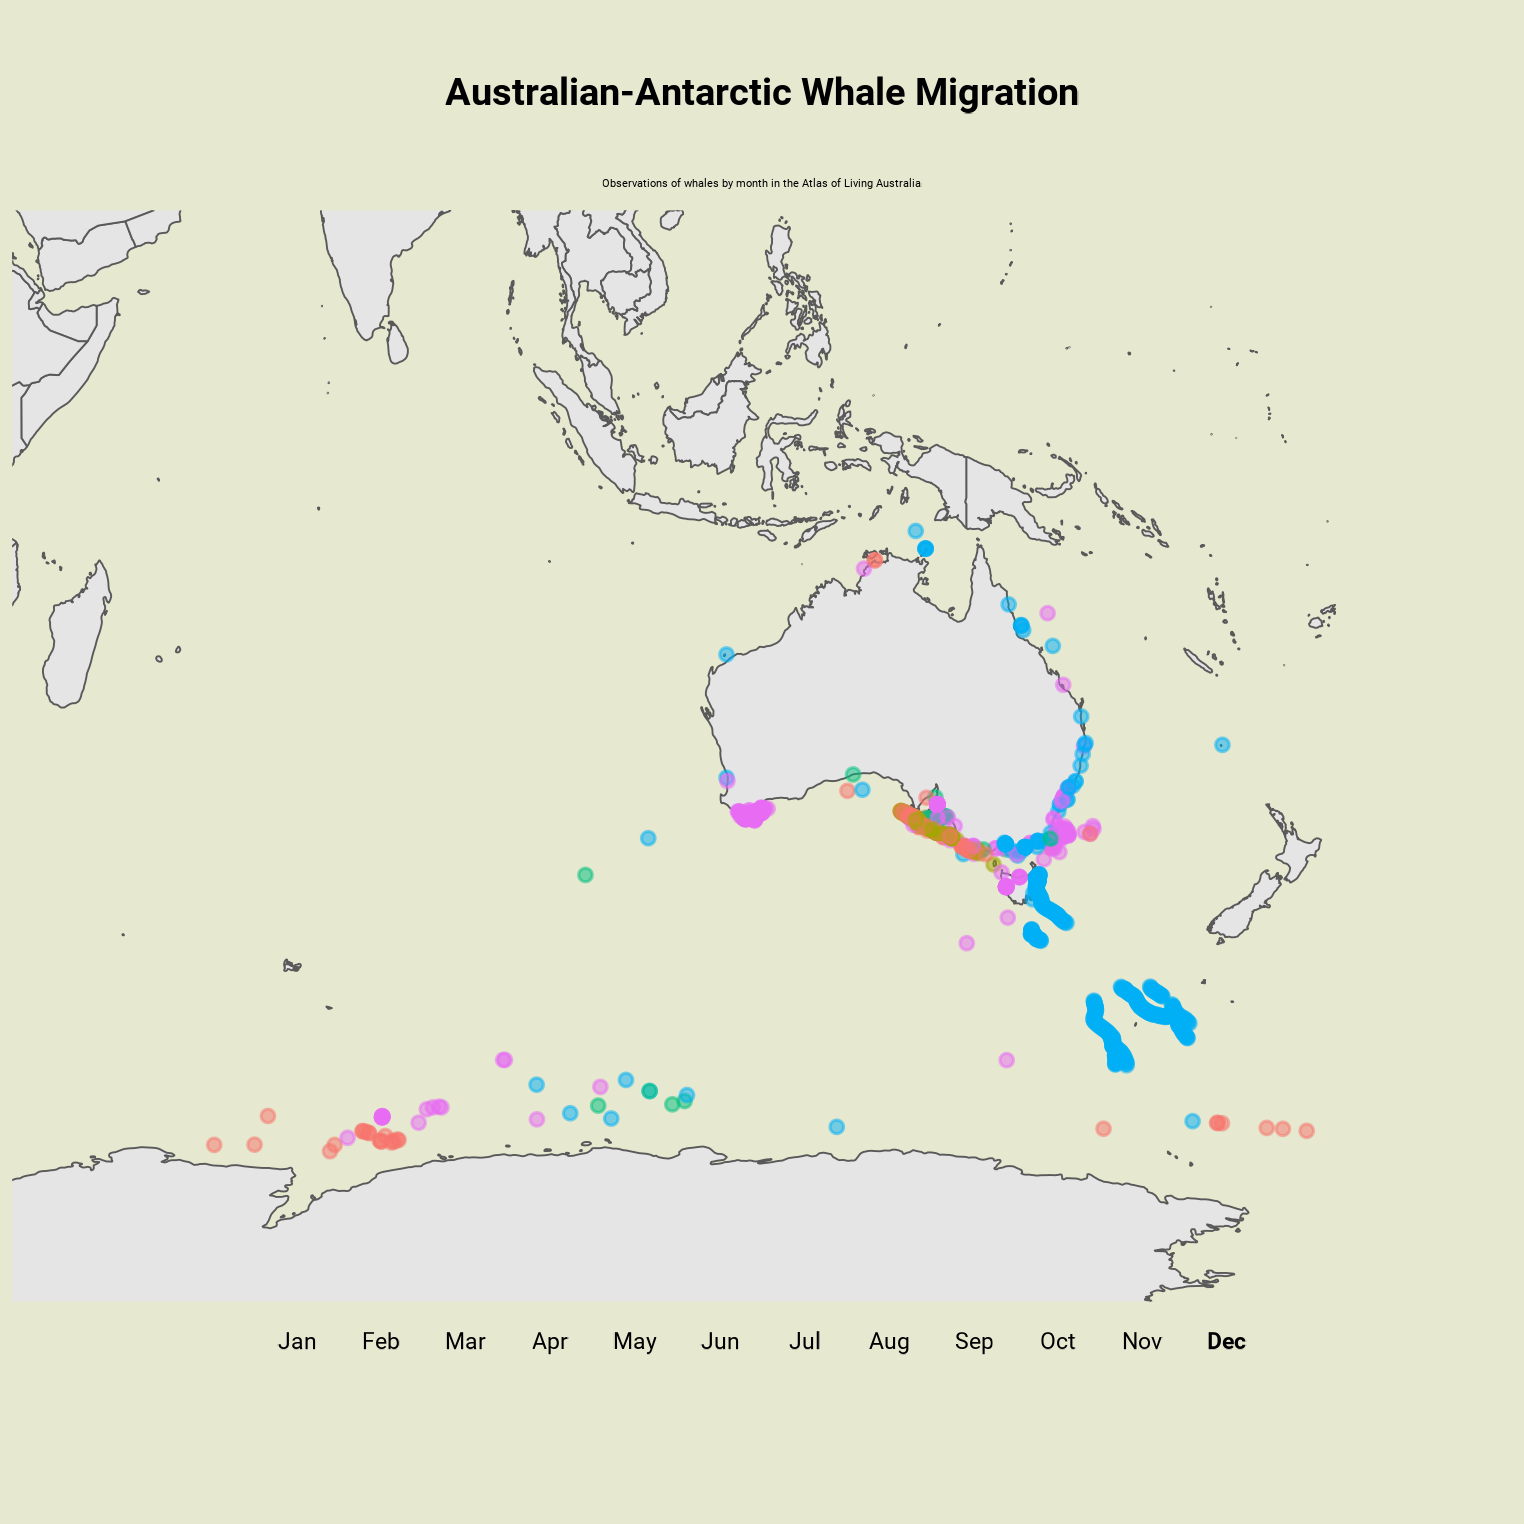 Australian-Antarctic Whale Migration
Observations of whales by month in the Atlas of Living Australia
Jan Feb Mar Apr May Jun Jul Aug Sep Oct Nov Dec